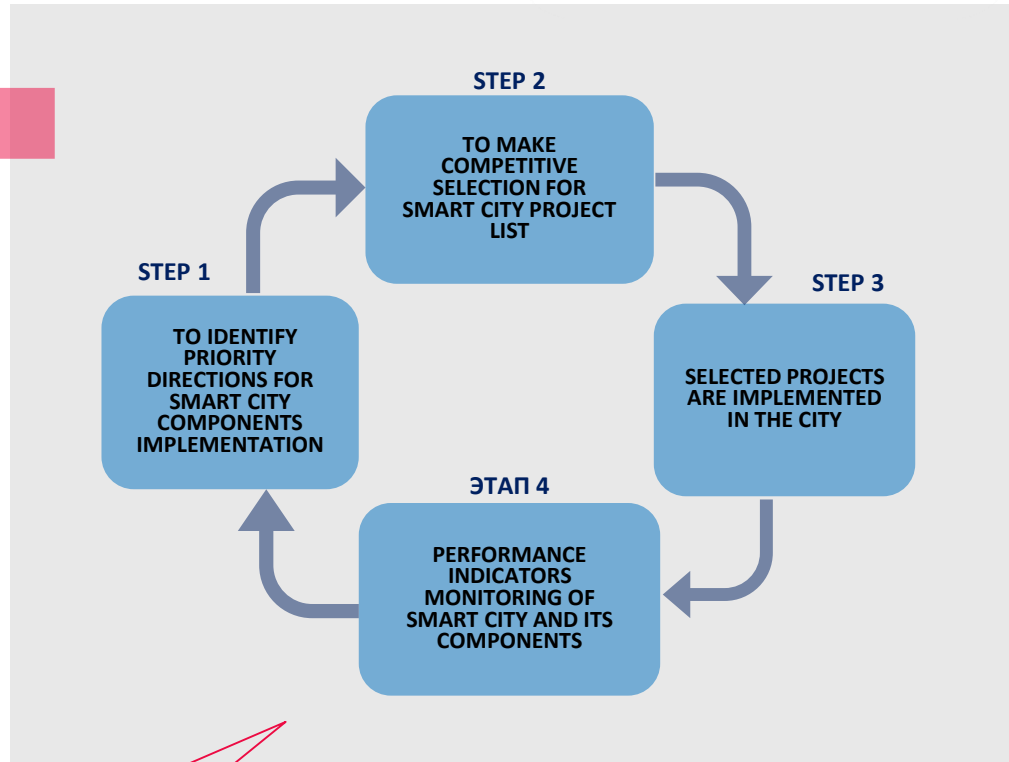 STEP 1
TO IDENTIFY
PRIORITY
DIRECTIONS FOR
SMART CITY
COMPONENTS
IMPLEMENTATION
STEP 2
TO MAKE
COMPETITIVE
SELECTION FOR
SMART CITY PROJECT
LIST
STEP 3
SELECTED PROJECTS
ARE IMPLEMENTED
IN THE CITY
ЭТАП 4
PERFORMANCE
INDICATORS
MONITORING OF
SMART CITY AND ITS
COMPONENTS